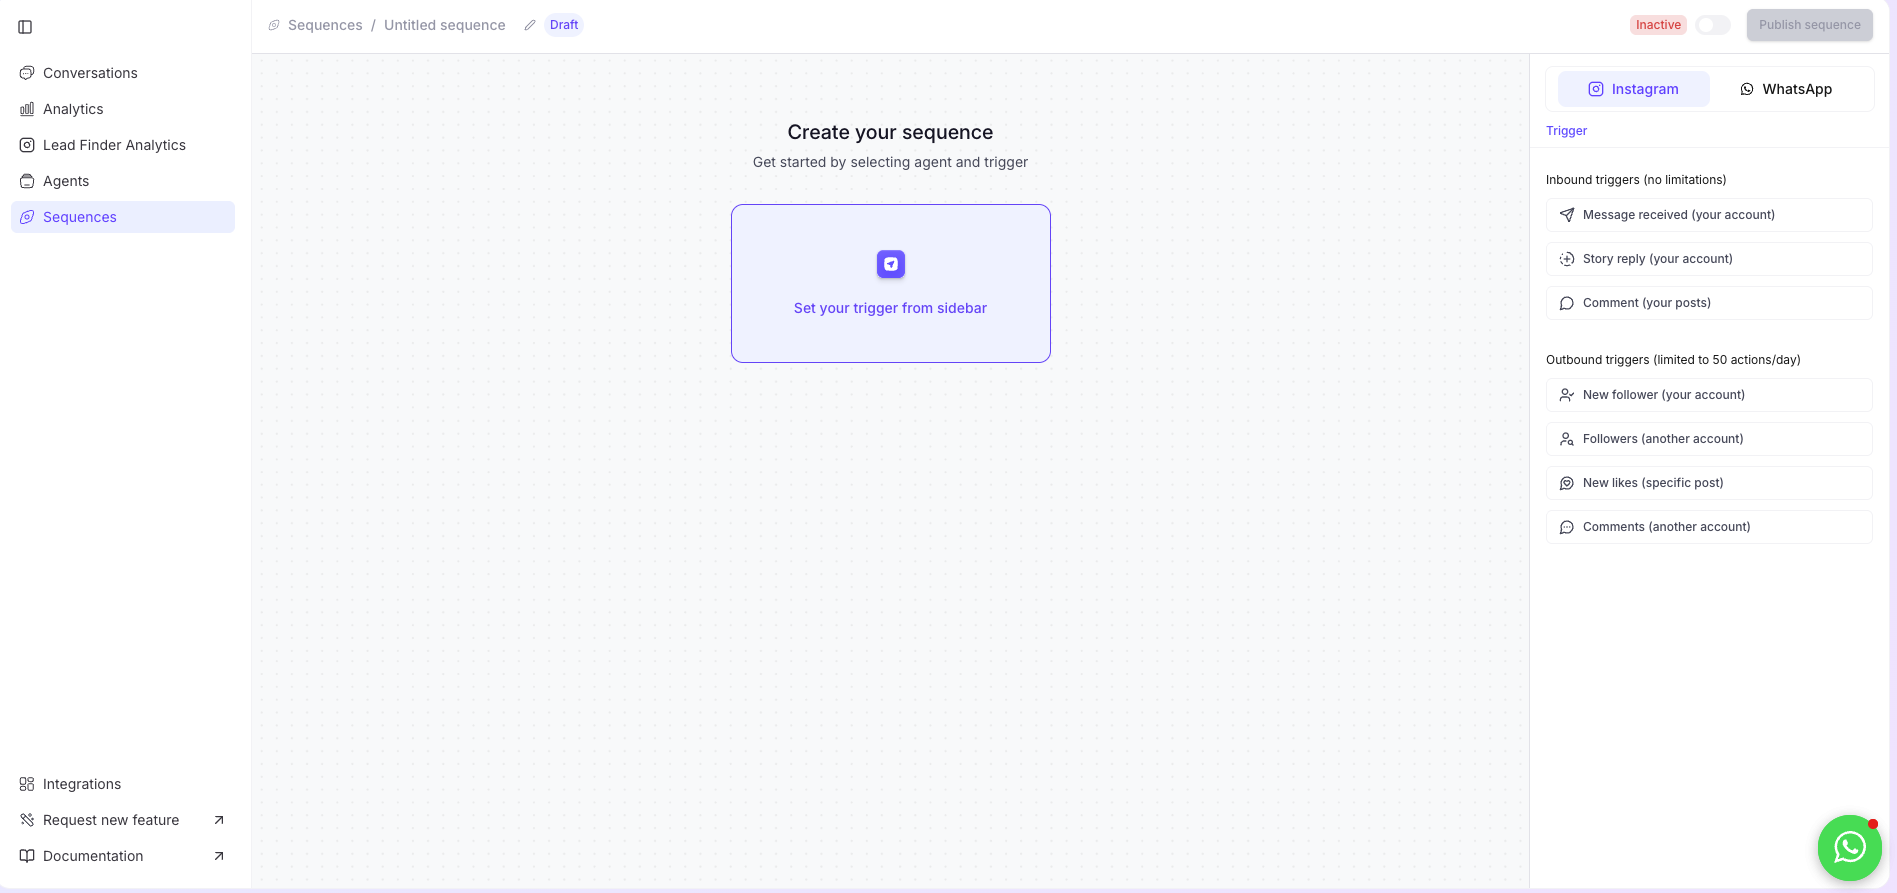 Sequences / Untitled sequence Draft
Inactive Publish sequence
Conversations
Analytics
Lead Finder Analytics
Agents
Sequences
Integrations
Request new feature
Documentation
Create your sequence
Get started by selecting agent and trigger
Set your trigger from sidebar
Instagram WhatsApp
Trigger
Inbound triggers (no limitations)
Message received (your account)
Story reply (your account)
Comment (your posts)
Outbound triggers (limited to 50 actions/day)
New follower (your account)
Followers (another account)
New likes (specific post)
Comments (another account)